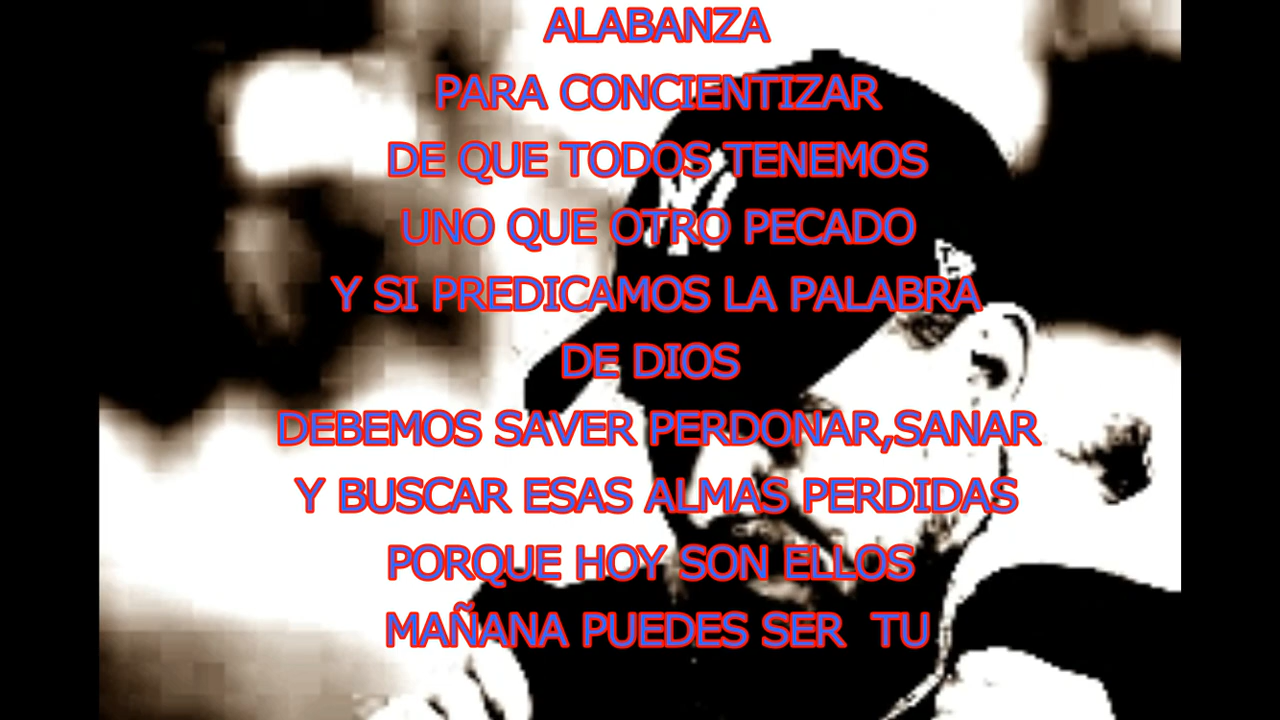 ALABANZA
PARA CONCIENTIZAR
DE QUE TODOS TENEMOS
UNO QUE OTRO PECADO
Y SI PREDICAMOS LA PALABRA
DE DIOS
DEBEMOS SAVER PERDONAR,SANAR
Y BUSCAR ESAS ALMAS PERDIDAS
PORQUE HOY SON ELLOS
MAÑANA PUEDES SER TU
NY